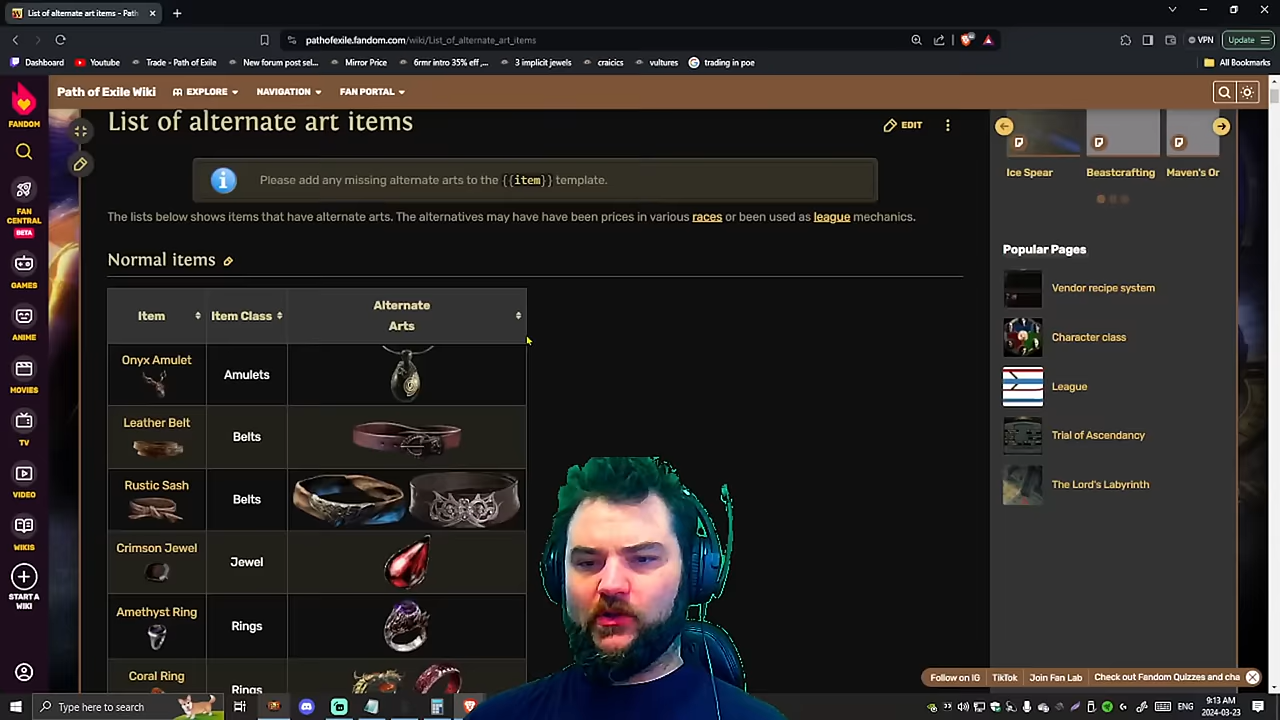 List of alternate art items - Path
pathofexile.fandom.com/wiki/List_of_alternate_art_items
VPN
Update
Dashboard
Youtube
Trade - Path of Exile
New forum post sel...
Mirror Price
6rmr intro 35% eff ,...
3 implicit jewels
craicics
vultures
trading in poe
All Bookmarks
Path of Exile Wiki
EXPLORE
NAVIGATION
FAN PORTAL
FANDOM
FAN CENTRAL
BETA
GAMES
ANIME
MOVIES
TV
VIDEO
WIKIS
START A WIKI
List of alternate art items
EDIT
Please add any missing alternate arts to the {{item}} template.
The lists below shows items that have alternate arts. The alternatives may have have been prices in various races or been used as league mechanics.
Normal items
Item
Item Class
Alternate
Arts
Onyx Amulet
Amulets
Leather Belt
Belts
Rustic Sash
Belts
Crimson Jewel
Jewel
Amethyst Ring
Rings
Coral Ring
Rings
Ice Spear
Beastcrafting
Maven's Or
Popular Pages
Vendor recipe system
Character class
League
Trial of Ascendancy
The Lord's Labyrinth
Follow on IG
TikTok
Join Fan Lab
Check out Fandom Quizzes and cha
Type here to search
ENG
9:13 AM
2024-03-23